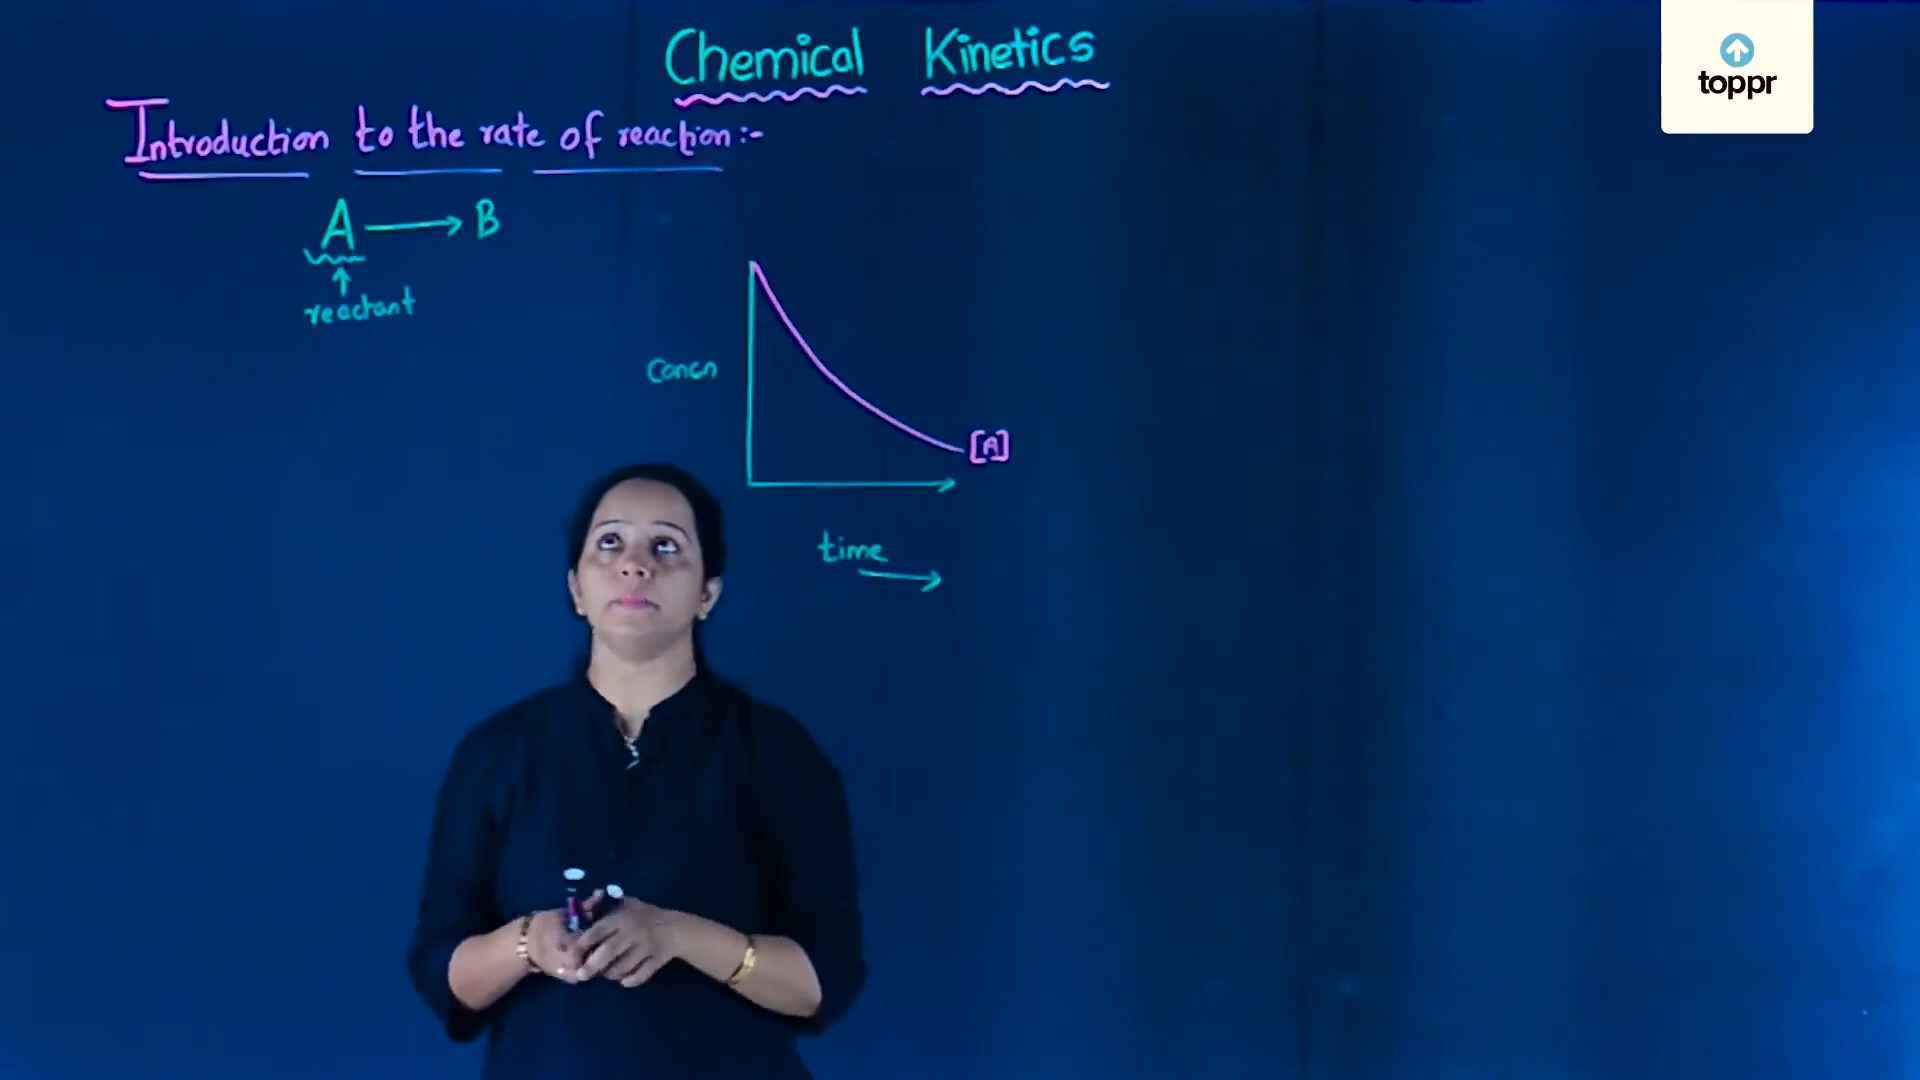 Chemical Kinetics
toppr
Introduction to the rate of reaction:-
A → B
↑
reactant
Concn
[A]
time →